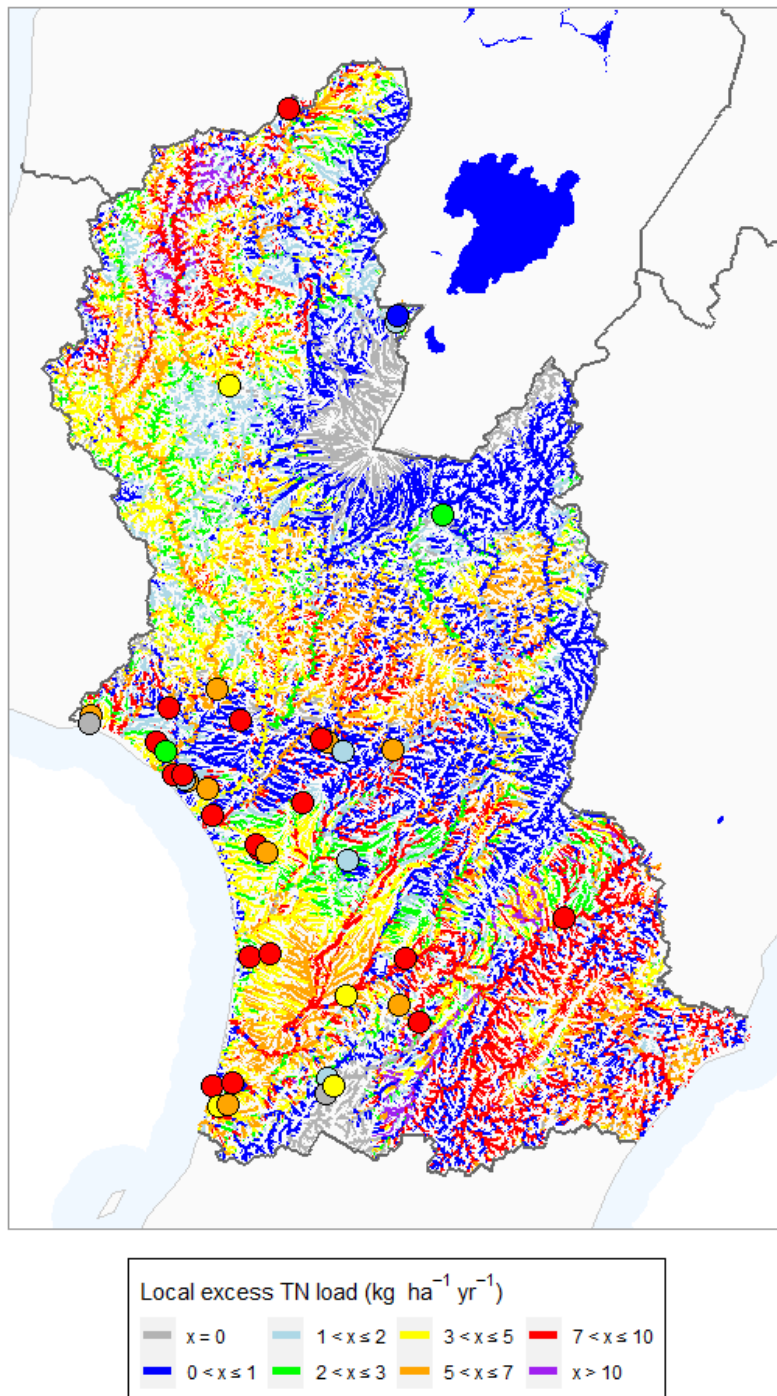 Local excess TN load (kg ha⁻¹ yr⁻¹)
x = 0 1 < x ≤ 2 3 < x ≤ 5 7 < x ≤ 10
0 < x ≤ 1 2 < x ≤ 3 5 < x ≤ 7 x > 10